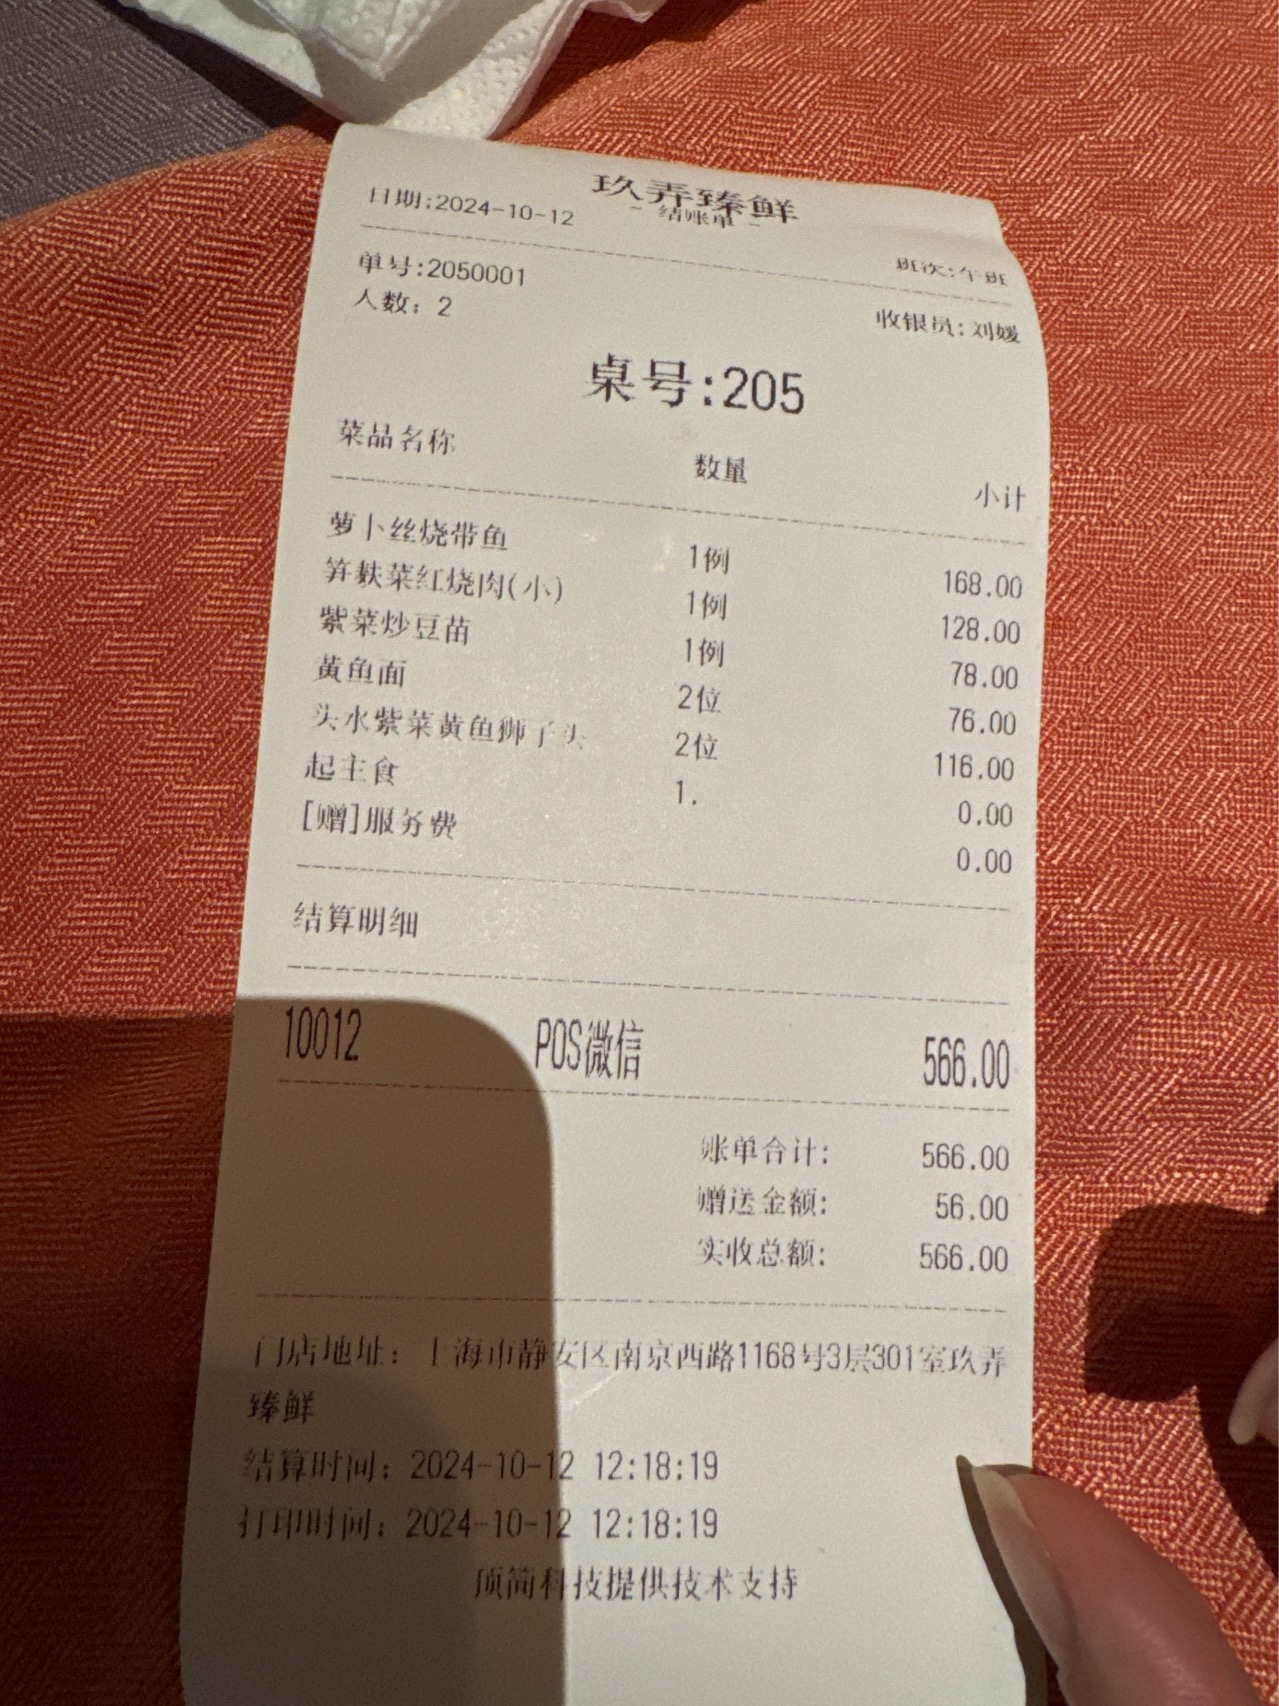 玖弄臻鲜
日期:2024-10-12
- 结账单 -
班次:午班
单号:2050001
人数: 2
收银员:刘媛
桌号:205
菜品名称 数量 小计
萝卜丝烧带鱼 1例 168.00
笋麸菜红烧肉(小) 1例 128.00
紫菜炒豆苗 1例 78.00
黄鱼面 2位 76.00
头水紫菜黄鱼狮子头 2位 116.00
起主食 1. 0.00
[赠]服务费 0.00
结算明细
10012 POS微信 566.00
账单合计: 566.00
赠送金额: 56.00
实收总额: 566.00
门店地址: 上海市静安区南京西路1168号3层301室玖弄
臻鲜
结算时间: 2024-10-12 12:18:19
打印时间: 2024-10-12 12:18:19
顶简科技提供技术支持